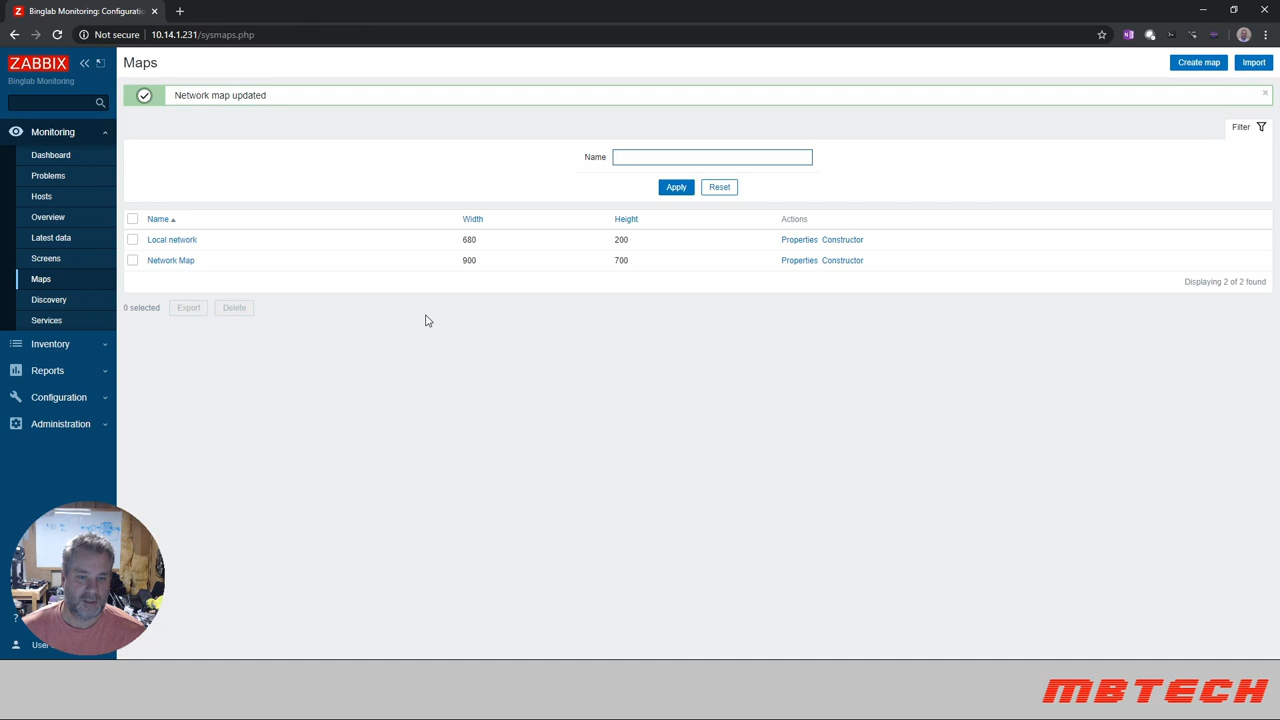 Binglab Monitoring: Configuratio
Not secure 10.14.1.231/sysmaps.php
ZABBIX
Binglab Monitoring
Monitoring
Dashboard
Problems
Hosts
Overview
Latest data
Screens
Maps
Discovery
Services
Inventory
Reports
Configuration
Administration
?
User
Maps
Create map Import
Network map updated
Filter
Name
Apply Reset
Name Width Height Actions
Local network 680 200 Properties Constructor
Network Map 900 700 Properties Constructor
Displaying 2 of 2 found
0 selected Export Delete
MBTECH